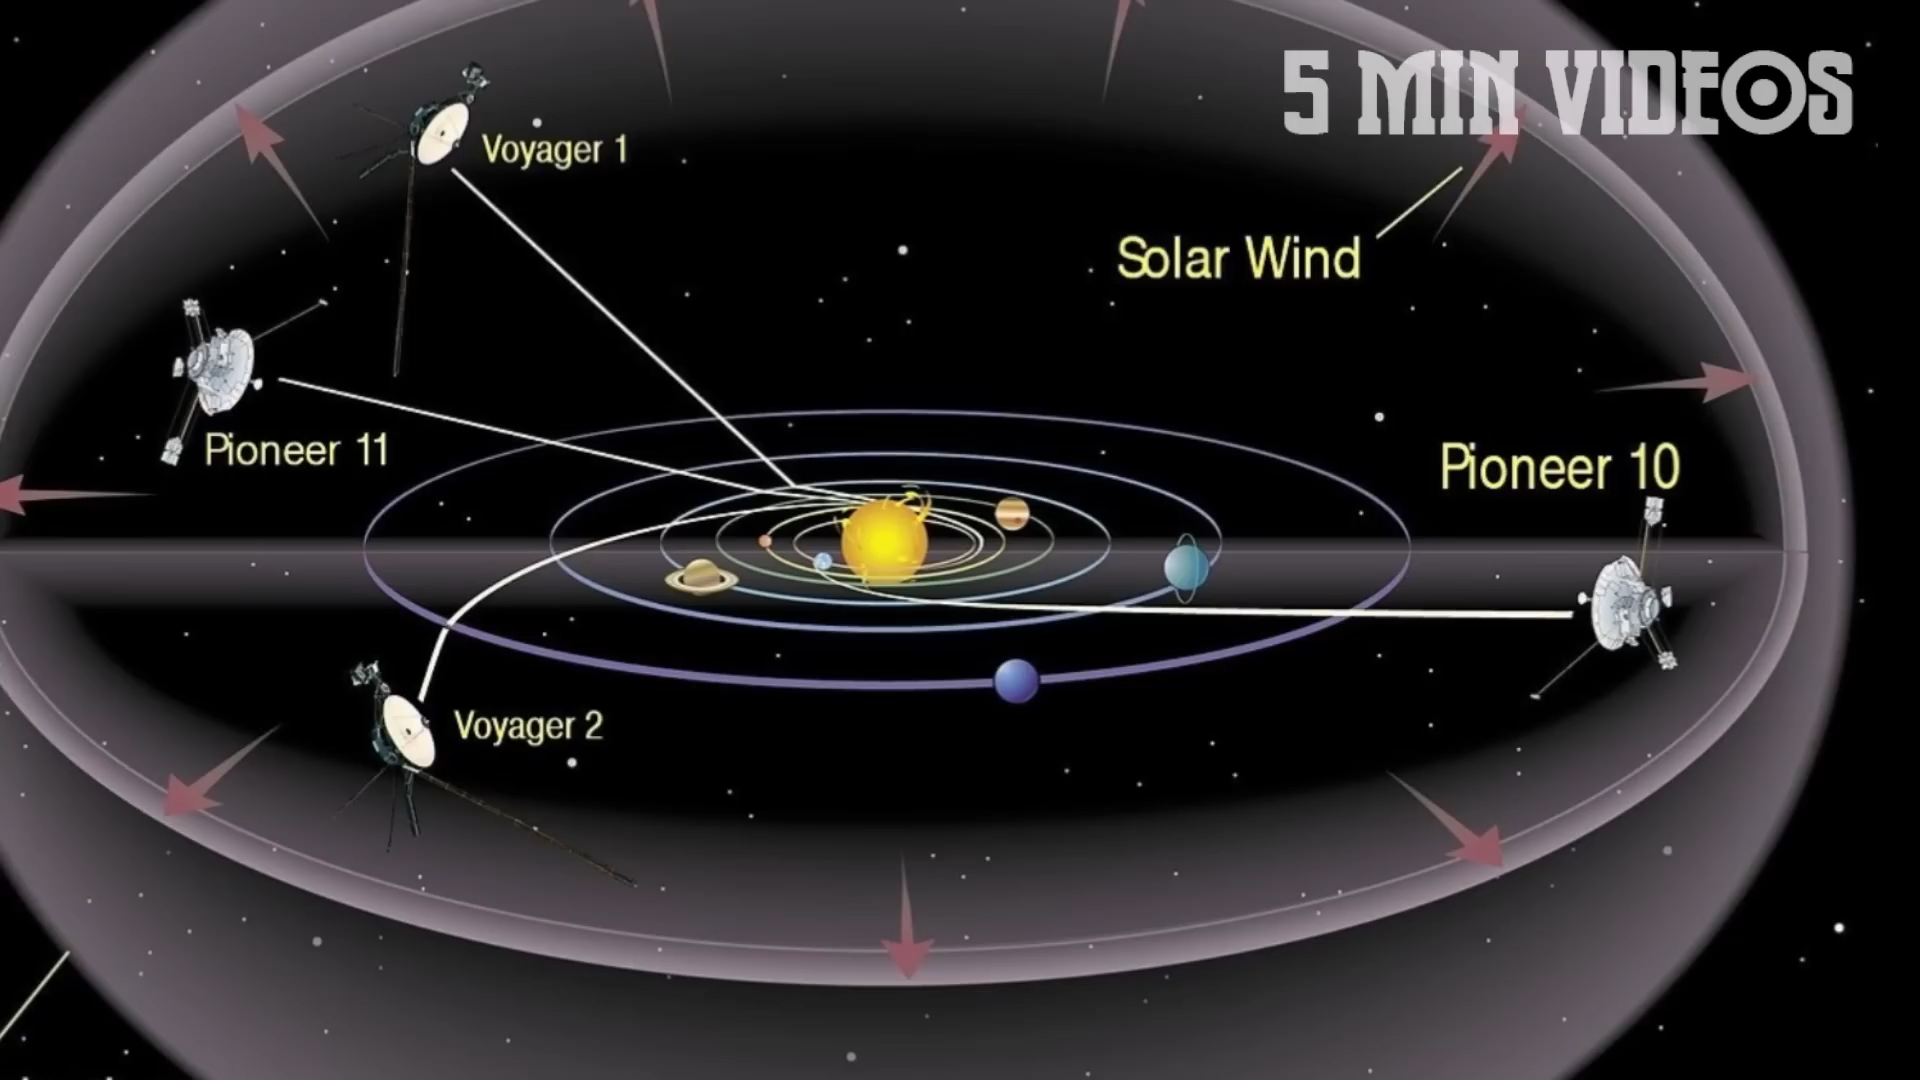 5 MIN VIDEOS
Voyager 1
Solar Wind
Pioneer 11
Pioneer 10
Voyager 2